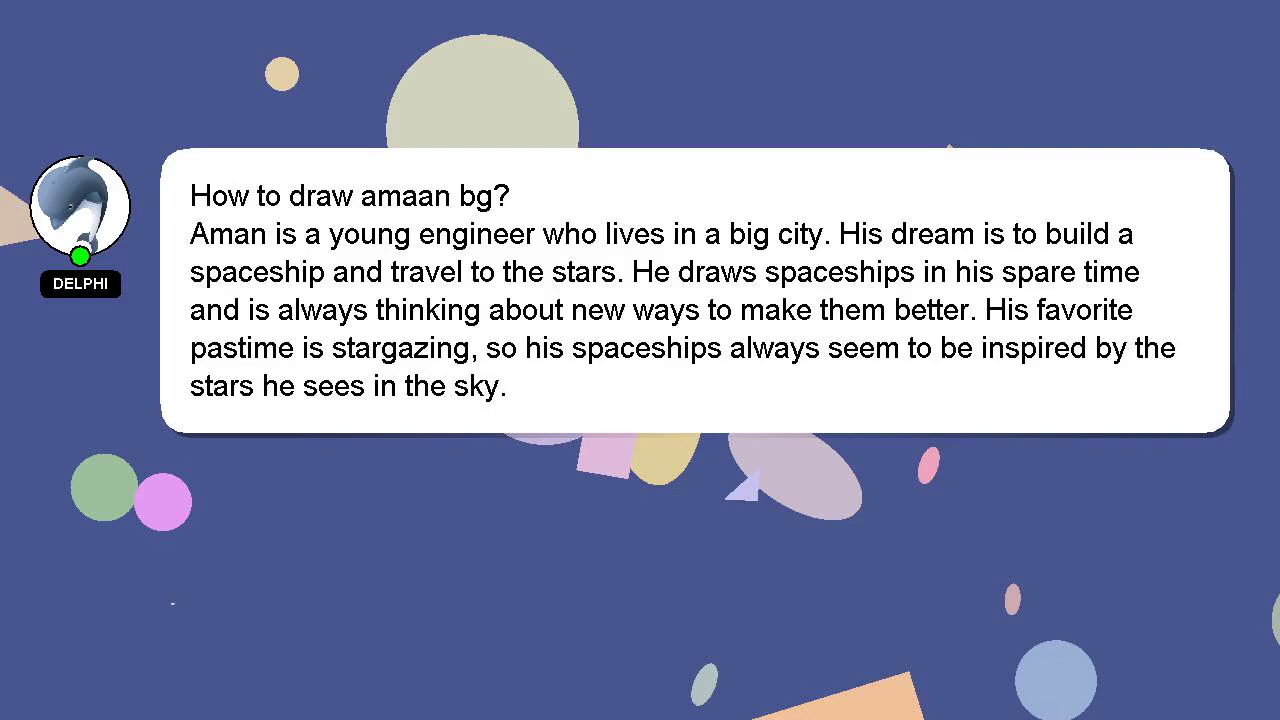 How to draw amaan bg?
Aman is a young engineer who lives in a big city. His dream is to build a
spaceship and travel to the stars. He draws spaceships in his spare time
and is always thinking about new ways to make them better. His favorite
pastime is stargazing, so his spaceships always seem to be inspired by the
stars he sees in the sky.
DELPHI